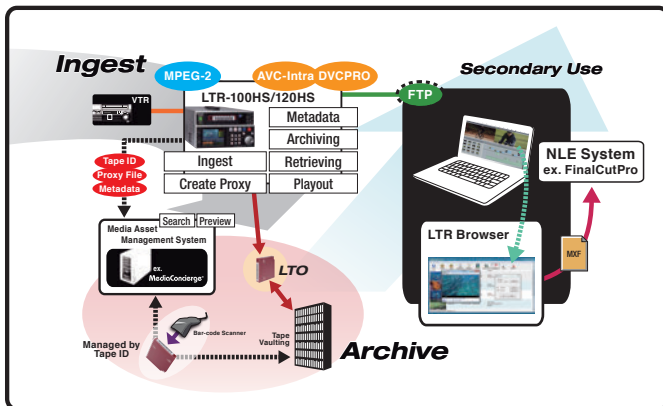 Ingest
MPEG-2
AVC-Intra
DVCPRO
Secondary Use
VTR
LTR-100HS/120HS
FTP
Metadata
Archiving
Ingest
Retrieving
Create Proxy
Playout
Tape ID
Proxy File
Metadata
NLE System
ex. FinalCutPro
Search
Preview
Media Asset
Management System
ex.
MediaConcierge®
LTR Browser
MXF
LTO
Bar-code Scanner
Tape
Vaulting
Managed by
Tape ID
Archive